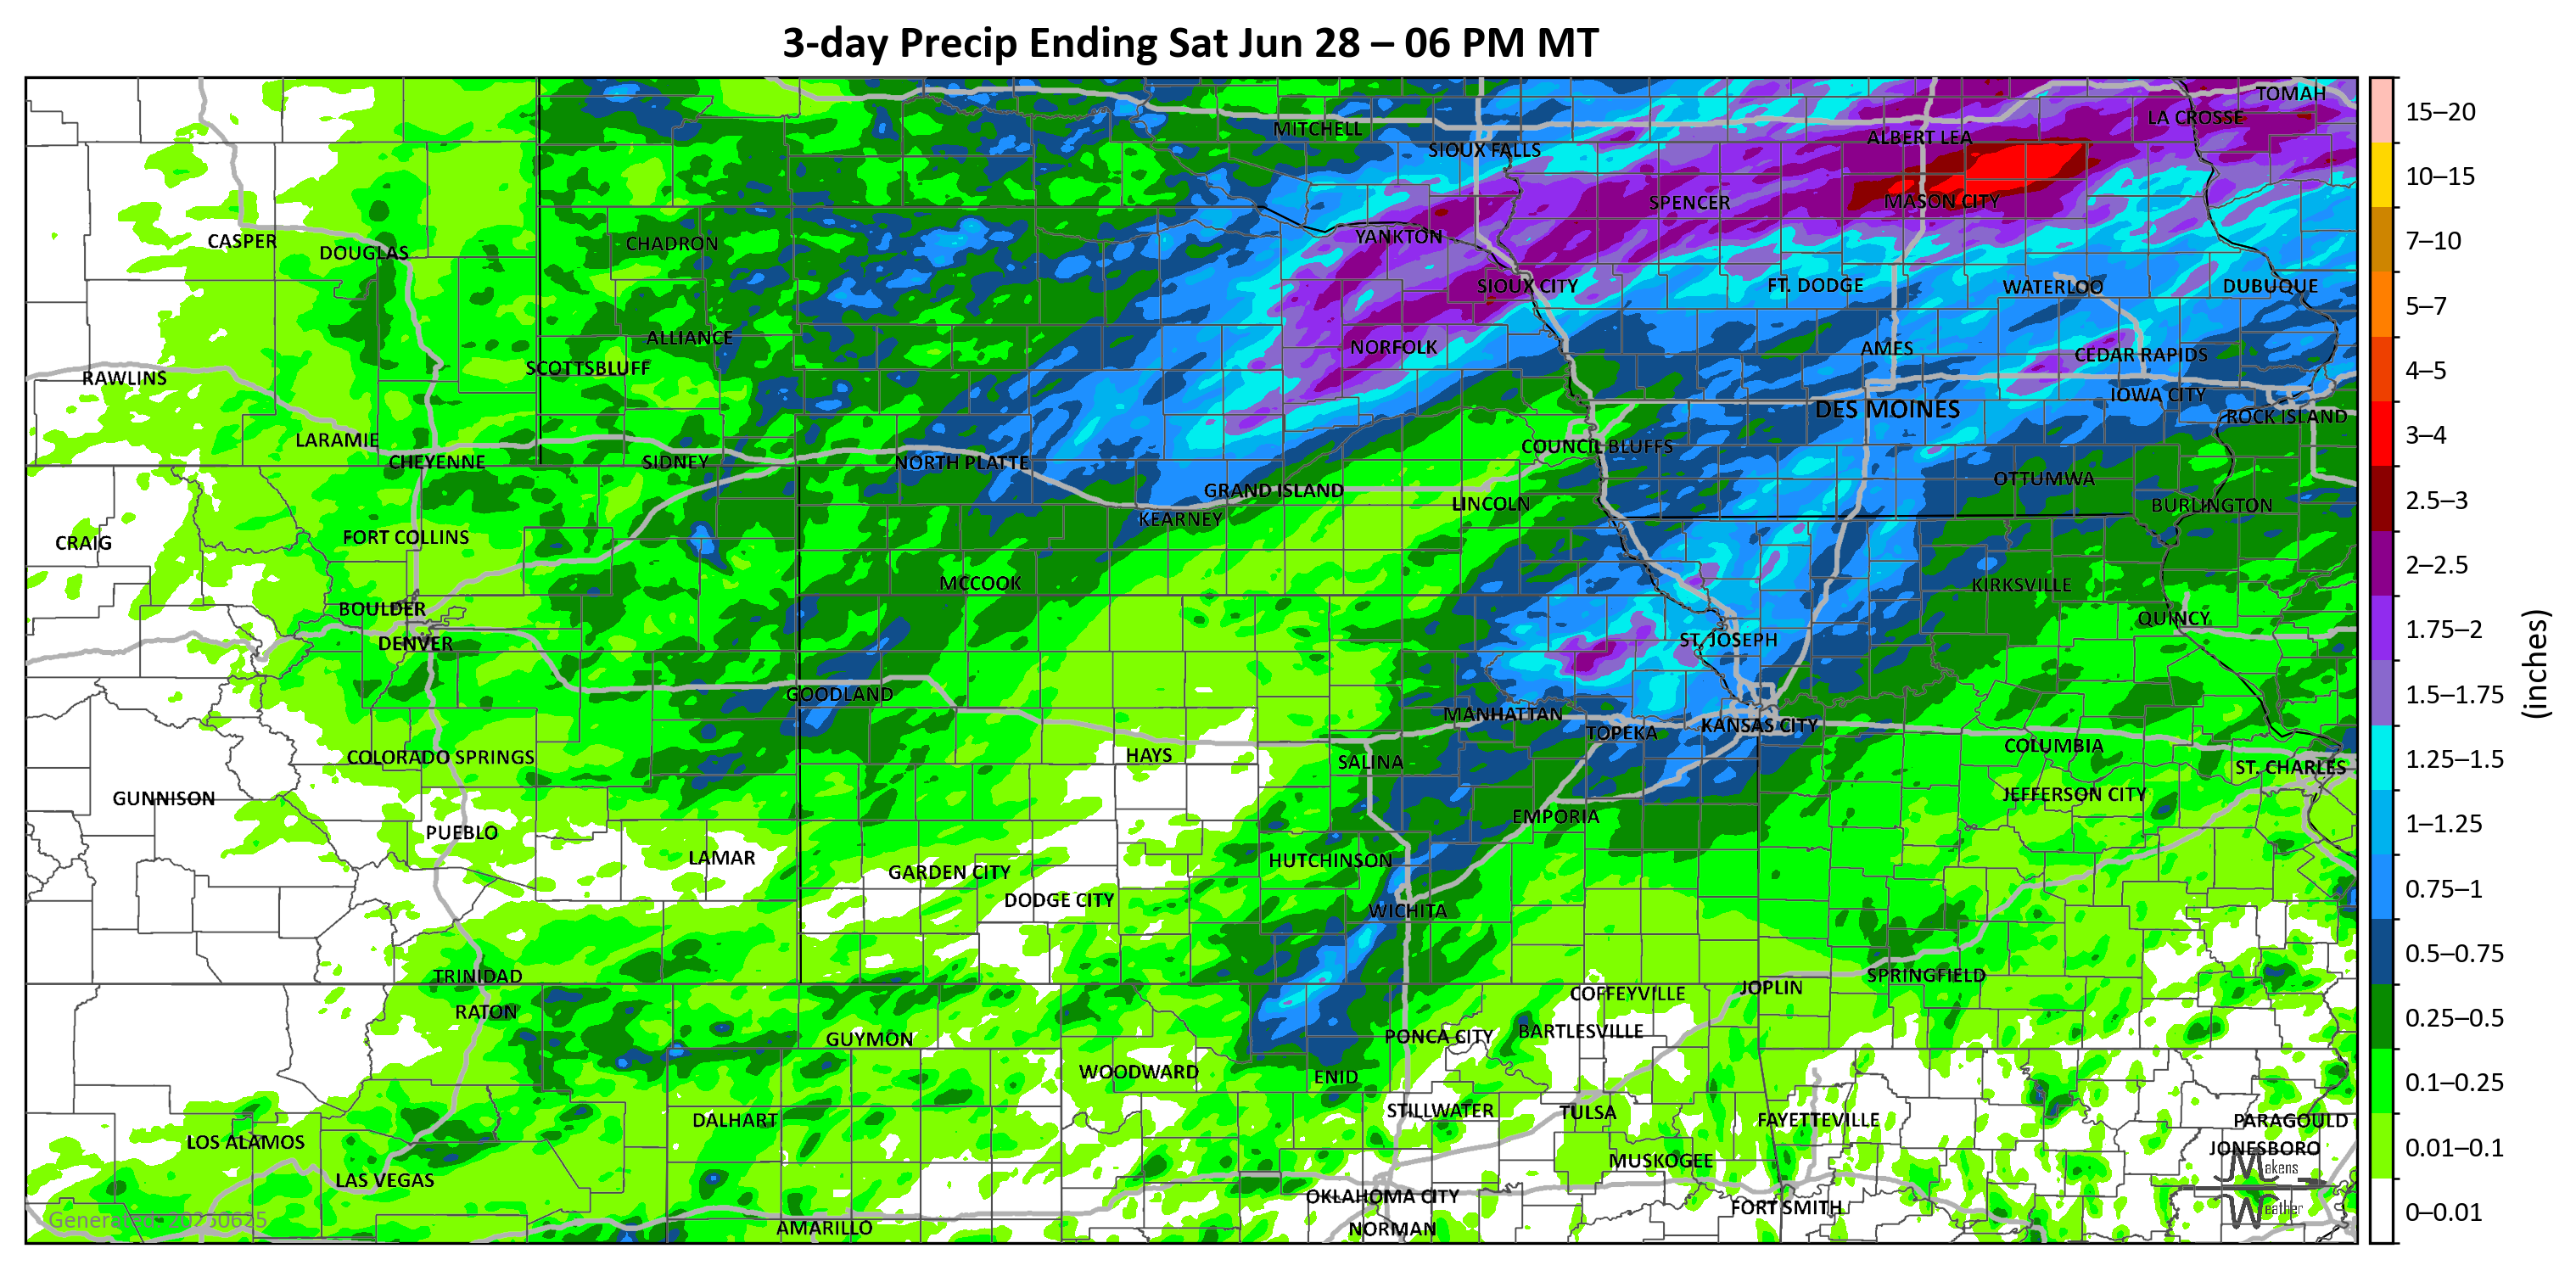 3-day Precip Ending Sat Jun 28 – 06 PM MT
TOMAH
LA CROSSE
MITCHELL
ALBERT LEA
SIOUX FALLS
SPENCER
MASON CITY
YANKTON
CASPER
CHADRON
DOUGLAS
SIOUX CITY
FT. DODGE
WATERLOO
DUBUQUE
ALLIANCE
NORFOLK
AMES
CEDAR RAPIDS
SCOTTSBLUFF
RAWLINS
IOWA CITY
DES MOINES
ROCK ISLAND
LARAMIE
COUNCIL BLUFFS
CHEYENNE
SIDNEY
NORTH PLATTE
OTTUMWA
GRAND ISLAND
LINCOLN
BURLINGTON
KEARNEY
FORT COLLINS
CRAIG
MCCOOK
KIRKSVILLE
BOULDER
QUINCY
DENVER
ST. JOSEPH
GOODLAND
MANHATTAN
KANSAS CITY
TOPEKA
COLUMBIA
HAYS
COLORADO SPRINGS
SALINA
ST. CHARLES
GUNNISON
JEFFERSON CITY
EMPORIA
PUEBLO
LAMAR
HUTCHINSON
GARDEN CITY
DODGE CITY
WICHITA
TRINIDAD
SPRINGFIELD
JOPLIN
COFFEYVILLE
RATON
BARTLESVILLE
PONCA CITY
GUYMON
WOODWARD
ENID
STILLWATER
TULSA
DALHART
FAYETTEVILLE
PARAGOULD
LOS ALAMOS
JONESBORO
MUSKOGEE
LAS VEGAS
OKLAHOMA CITY
FORT SMITH
AMARILLO
NORMAN
Generated: 20250625
Makens
Weather
15–20
10–15
7–10
5–7
4–5
3–4
2.5–3
2–2.5
1.75–2
1.5–1.75
1.25–1.5
1–1.25
0.75–1
0.5–0.75
0.25–0.5
0.1–0.25
0.01–0.1
0–0.01
(inches)